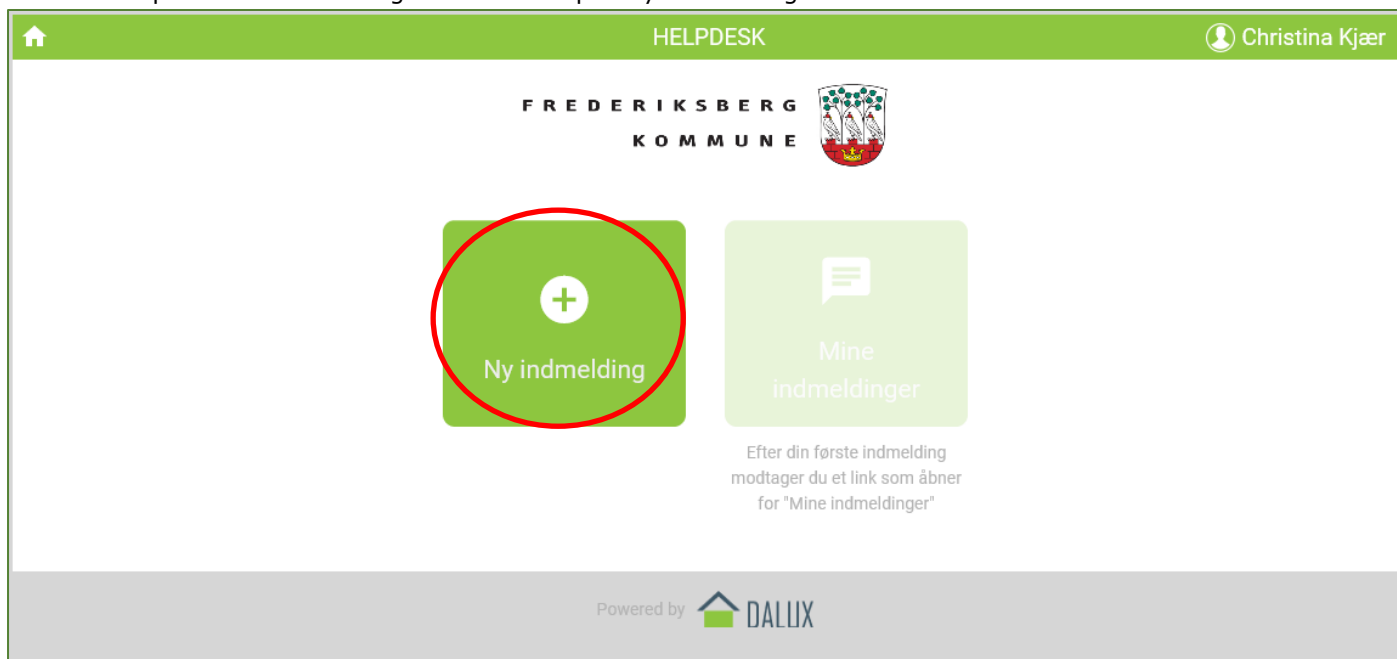 HELPDESK
Christina Kjær
FREDERIKSBERG
KOMMUNE
Ny indmelding
Mine
indmeldinger
Efter din første indmelding
modtager du et link som åbner
for "Mine indmeldinger"
Powered by DALUX